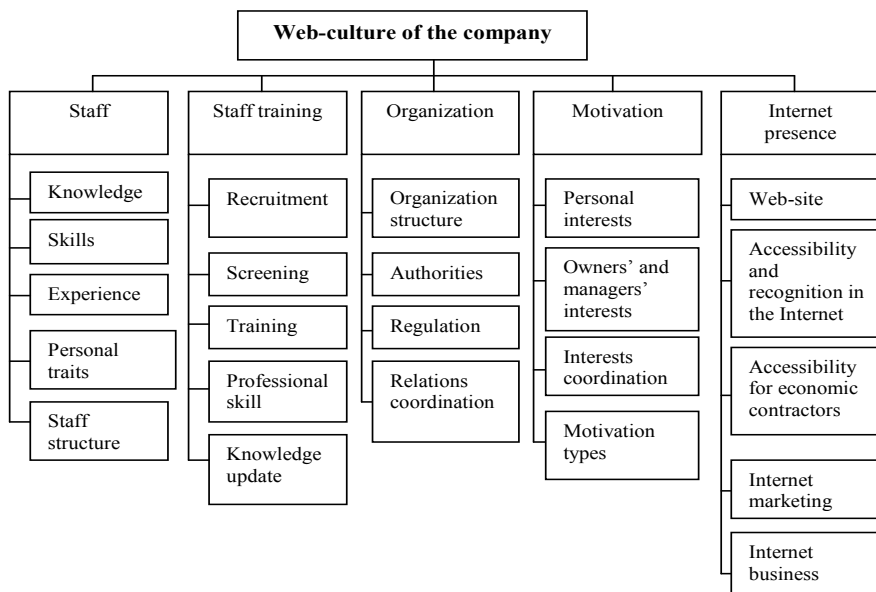 Web-culture of the company
Staff
Knowledge
Skills
Experience
Personal
traits
Staff
structure
Staff training
Recruitment
Screening
Training
Professional
skill
Knowledge
update
Organization
Organization
structure
Authorities
Regulation
Relations
coordination
Motivation
Personal
interests
Owners’ and
managers’
interests
Interests
coordination
Motivation
types
Internet
presence
Web-site
Accessibility
and
recognition in
the Internet
Accessibility
for economic
contractors
Internet
marketing
Internet
business